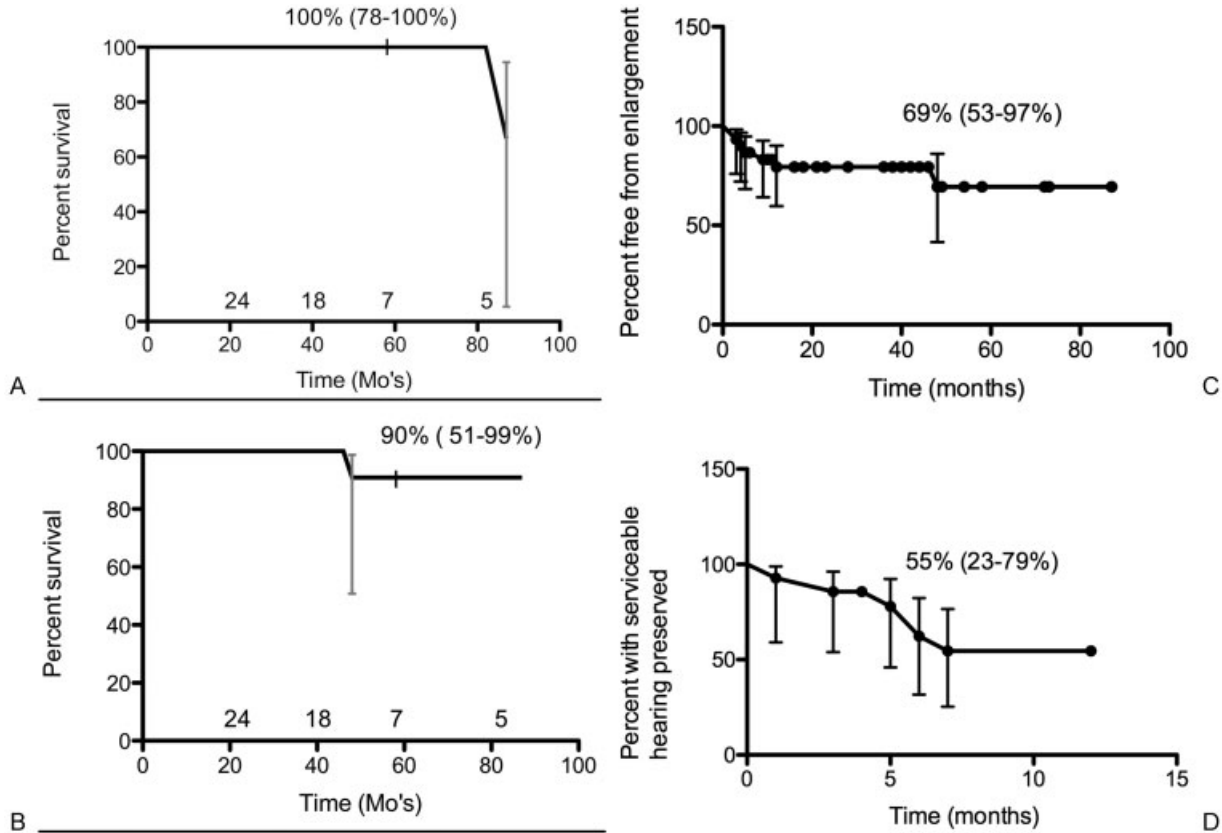 100% (78-100%)
Percent survival
100
80
60
40
20
0
24 18 7 5
0 20 40 60 80 100
Time (Mo's)
A
90% ( 51-99%)
Percent survival
100
80
60
40
20
0
24 18 7 5
0 20 40 60 80 100
Time (Mo's)
B
69% (53-97%)
Percent free from enlargement
150
100
50
0
0 20 40 60 80 100
Time (months)
C
55% (23-79%)
Percent with serviceable
hearing preserved
150
100
50
0
0 5 10 15
Time (months)
D